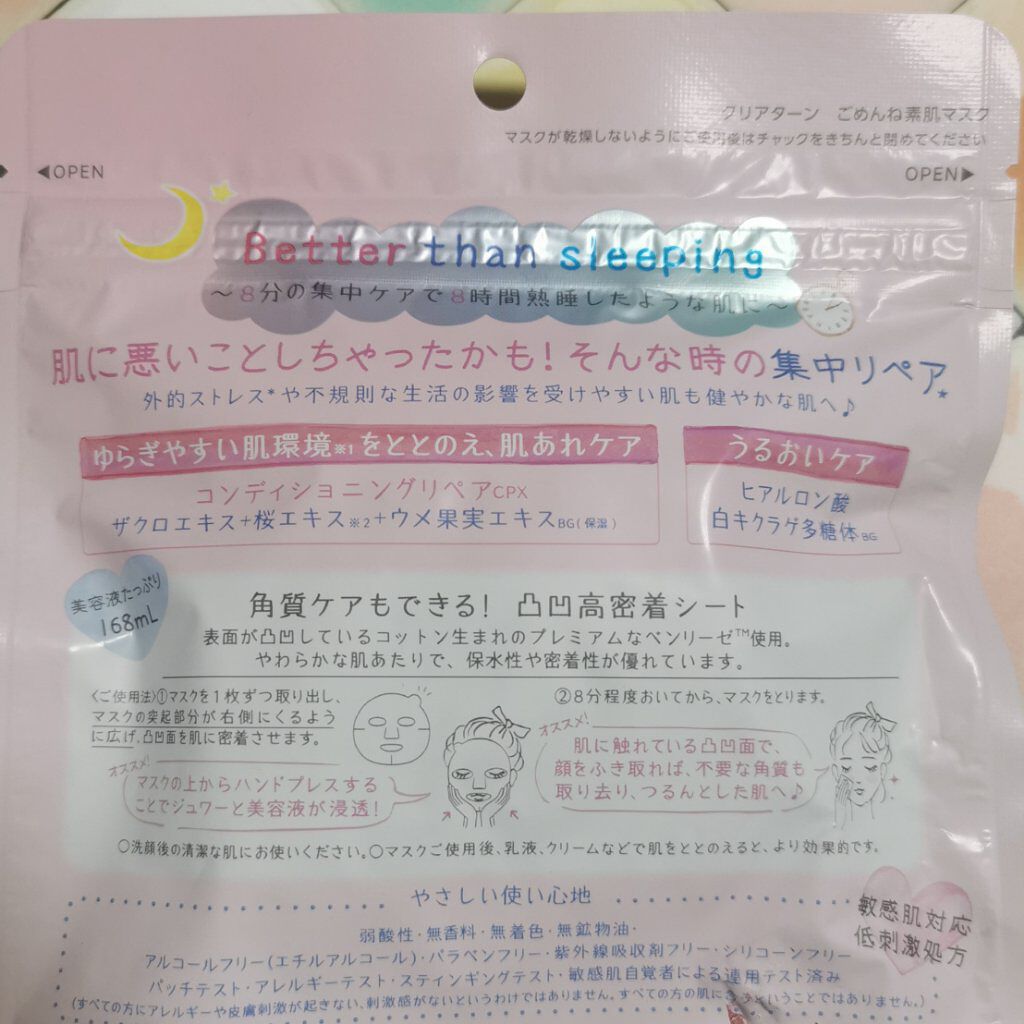 クリアターン ごめんね素肌マスク
マスクが乾燥しないようにご使用後はチャックをきちんと閉めてください
◀OPEN
OPEN▶
Better than sleeping
～8分の集中ケアで8時間熟睡したような肌に～
肌に悪いことしちゃったかも!そんな時の集中リペア
外的ストレス*や不規則な生活の影響を受けやすい肌も健やかな肌へ♪
ゆらぎやすい肌環境※1をととのえ、肌あれケア
コンディショニングリペアCPX
ザクロエキス+桜エキス※2+ウメ果実エキスBG(保湿)
うるおいケア
ヒアルロン酸
白キクラゲ多糖体BG
美容液たっぷり
168mL
角質ケアもできる! 凸凹高密着シート
表面が凸凹しているコットン生まれのプレミアムなベンリーゼ™使用。
やわらかな肌あたりで、保水性や密着性が優れています。
〈ご使用法〉①マスクを1枚ずつ取り出し、
マスクの突起部分が右側にくるよう
に広げ、凸凹面を肌に密着させます。
オススメ!
マスクの上からハンドプレスする
ことでジュワーと美容液が浸透!
②8分程度おいてから、マスクをとります。
オススメ!
肌に触れている凸凹面で、
顔をふき取れば、不要な角質も
取り去り、つるんとした肌へ♪
○洗顔後の清潔な肌にお使いください。○マスクご使用後、乳液、クリームなどで肌をととのえると、より効果的です。
やさしい使い心地
敏感肌対応
低刺激処方
弱酸性・無香料・無着色・無鉱物油・
アルコールフリー(エチルアルコール)・パラベンフリー・紫外線吸収剤フリー・シリコーンフリー
パッチテスト・アレルギーテスト・スティンギングテスト・敏感肌自覚者による連用テスト済み
(すべての方にアレルギーや皮膚刺激が起きない、刺激感がないというわけではありません。すべての方の肌に合うということではありません。)